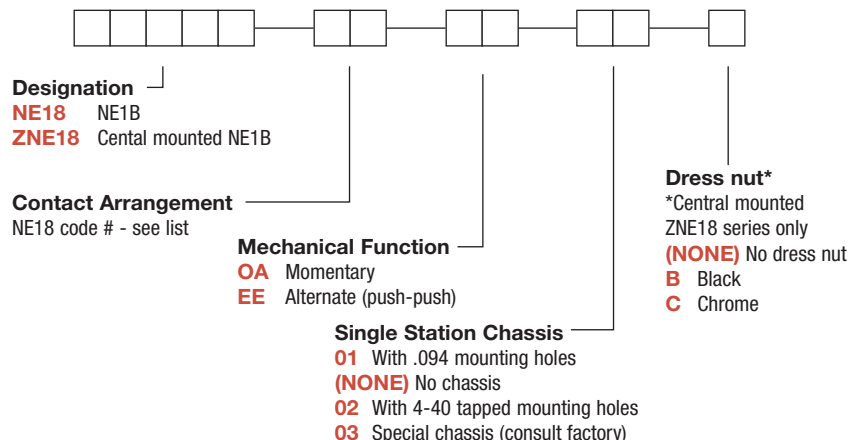 Designation
NE18 NE1B
ZNE18 Cental mounted NE1B
Contact Arrangement
NE18 code # - see list
Mechanical Function
OA Momentary
EE Alternate (push-push)
Single Station Chassis
01 With .094 mounting holes
(NONE) No chassis
02 With 4-40 tapped mounting holes
03 Special chassis (consult factory)
Dress nut*
*Central mounted
ZNE18 series only
(NONE) No dress nut
B Black
C Chrome